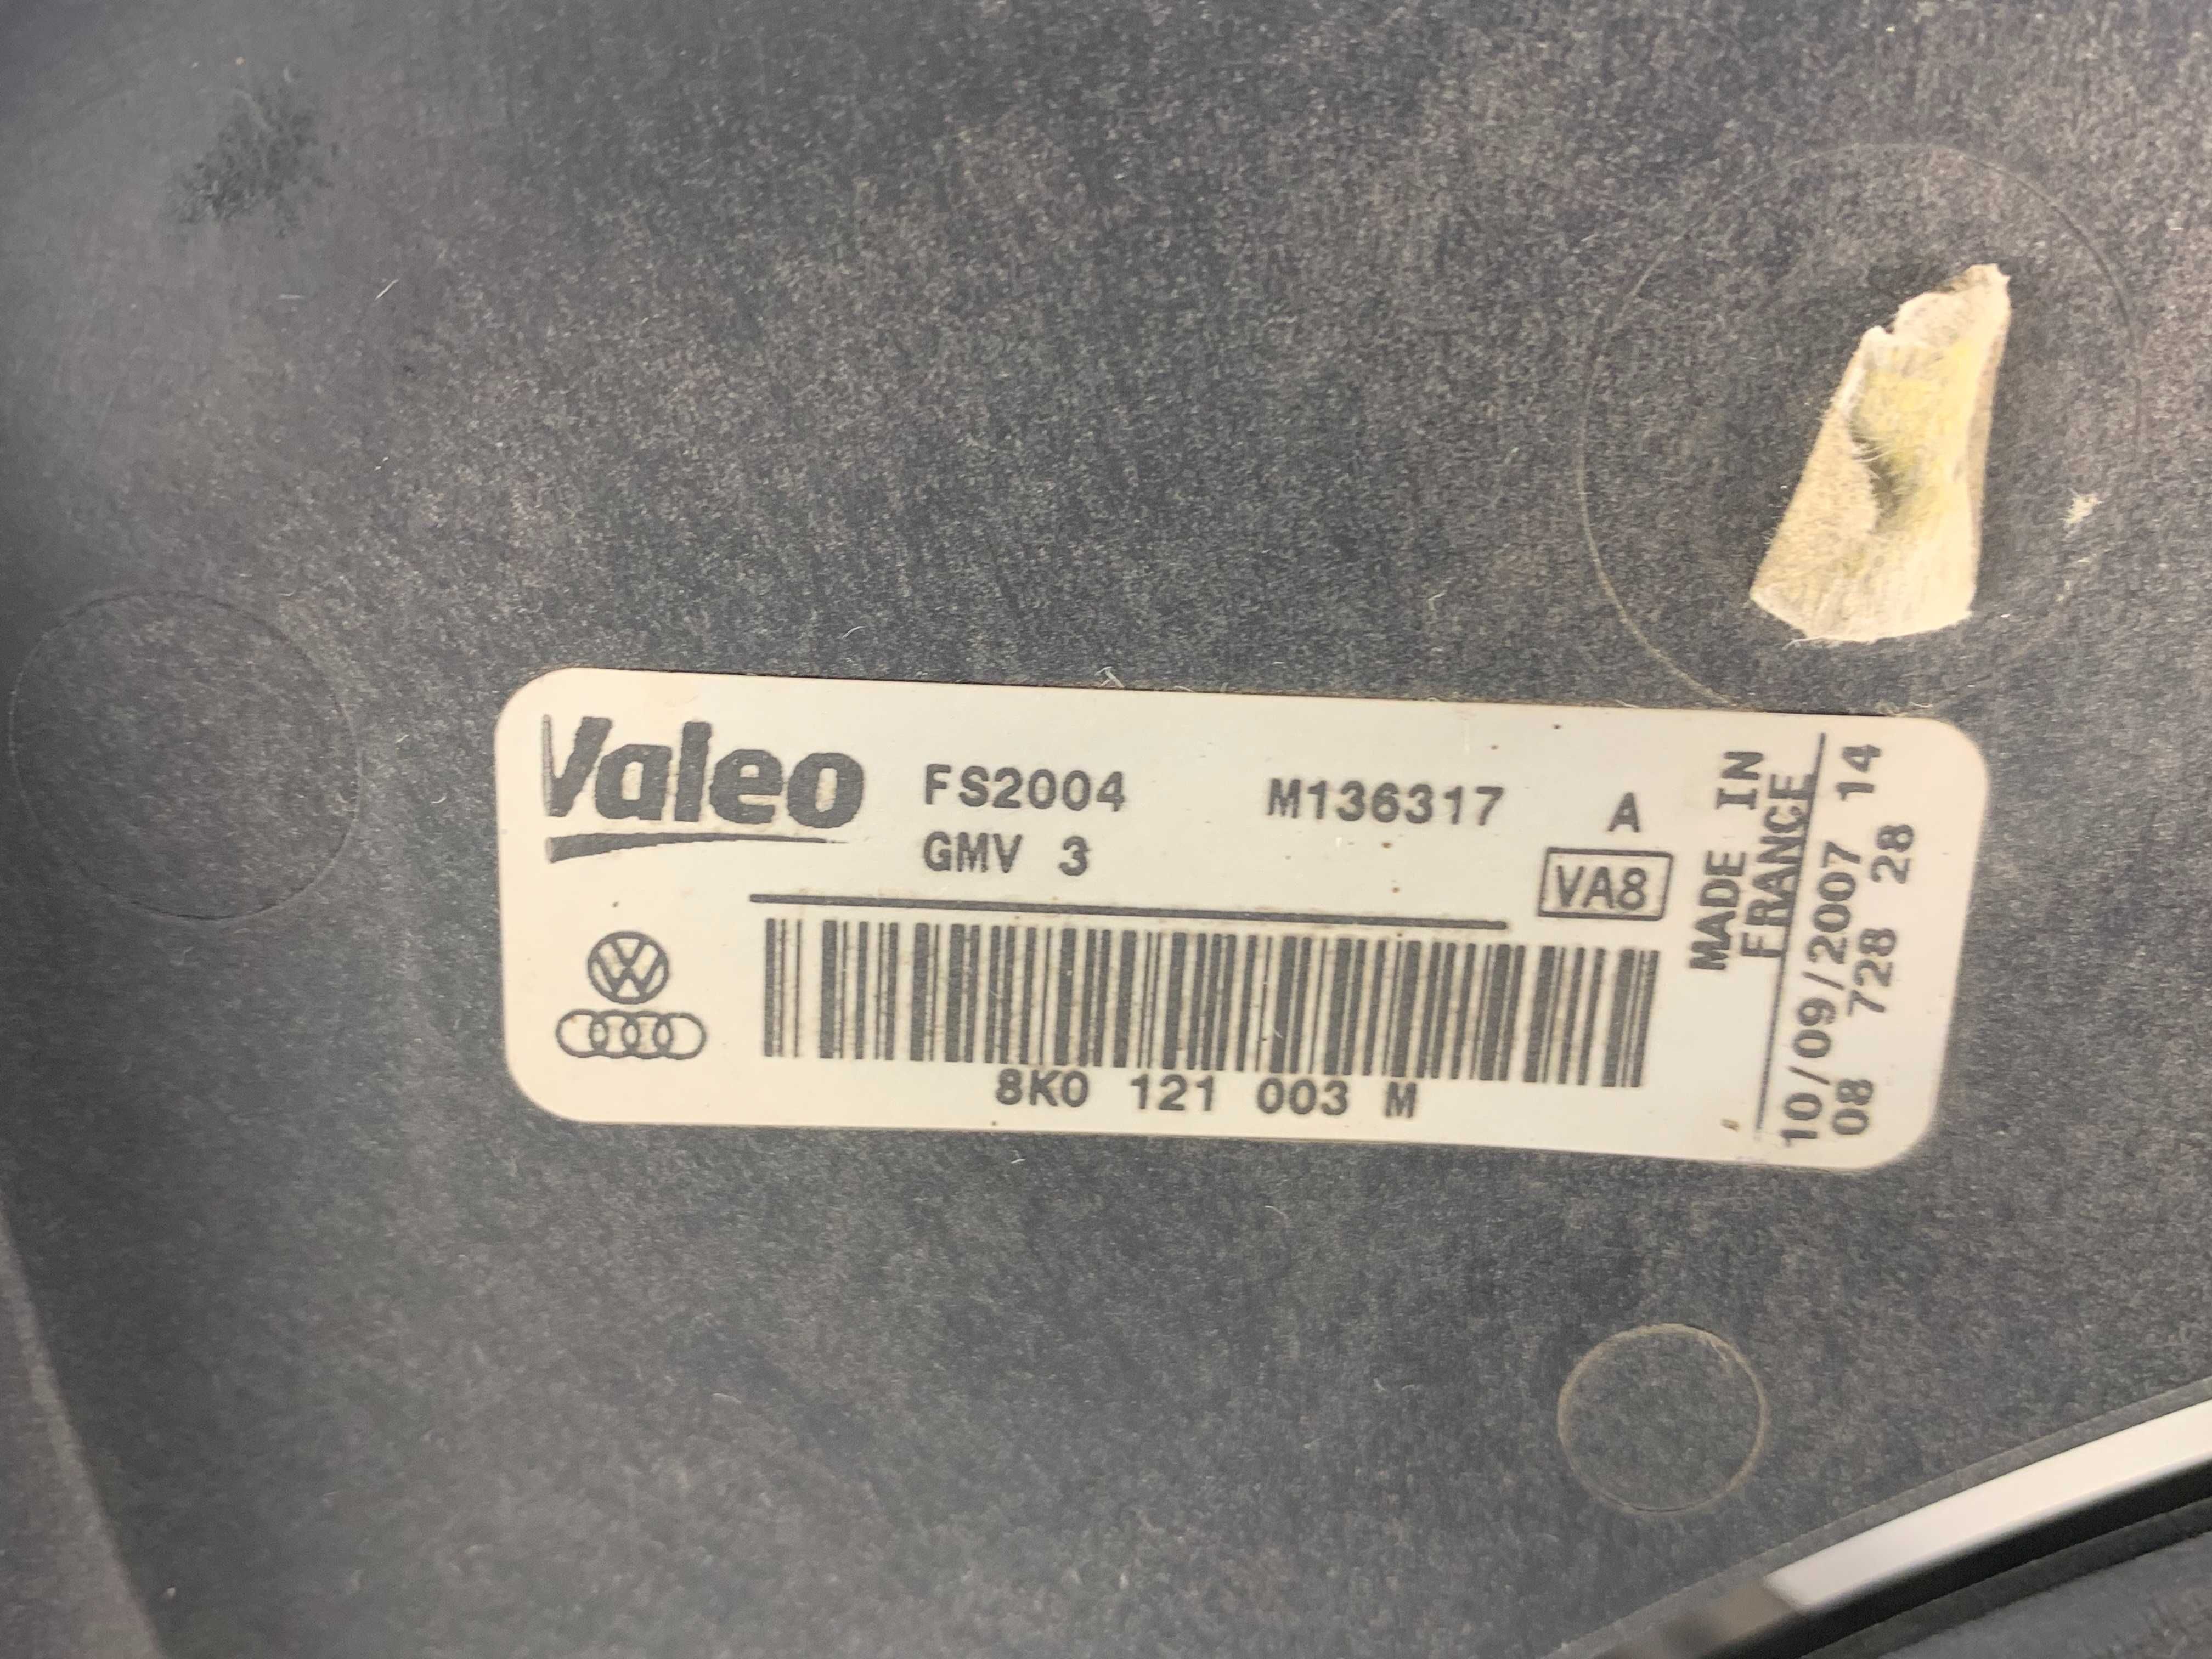 Valeo
FS2004 M136317 A
GMV 3
VA8
8K0 121 003 M
MADE IN
FRANCE
10/09/2007 14
08 728 28